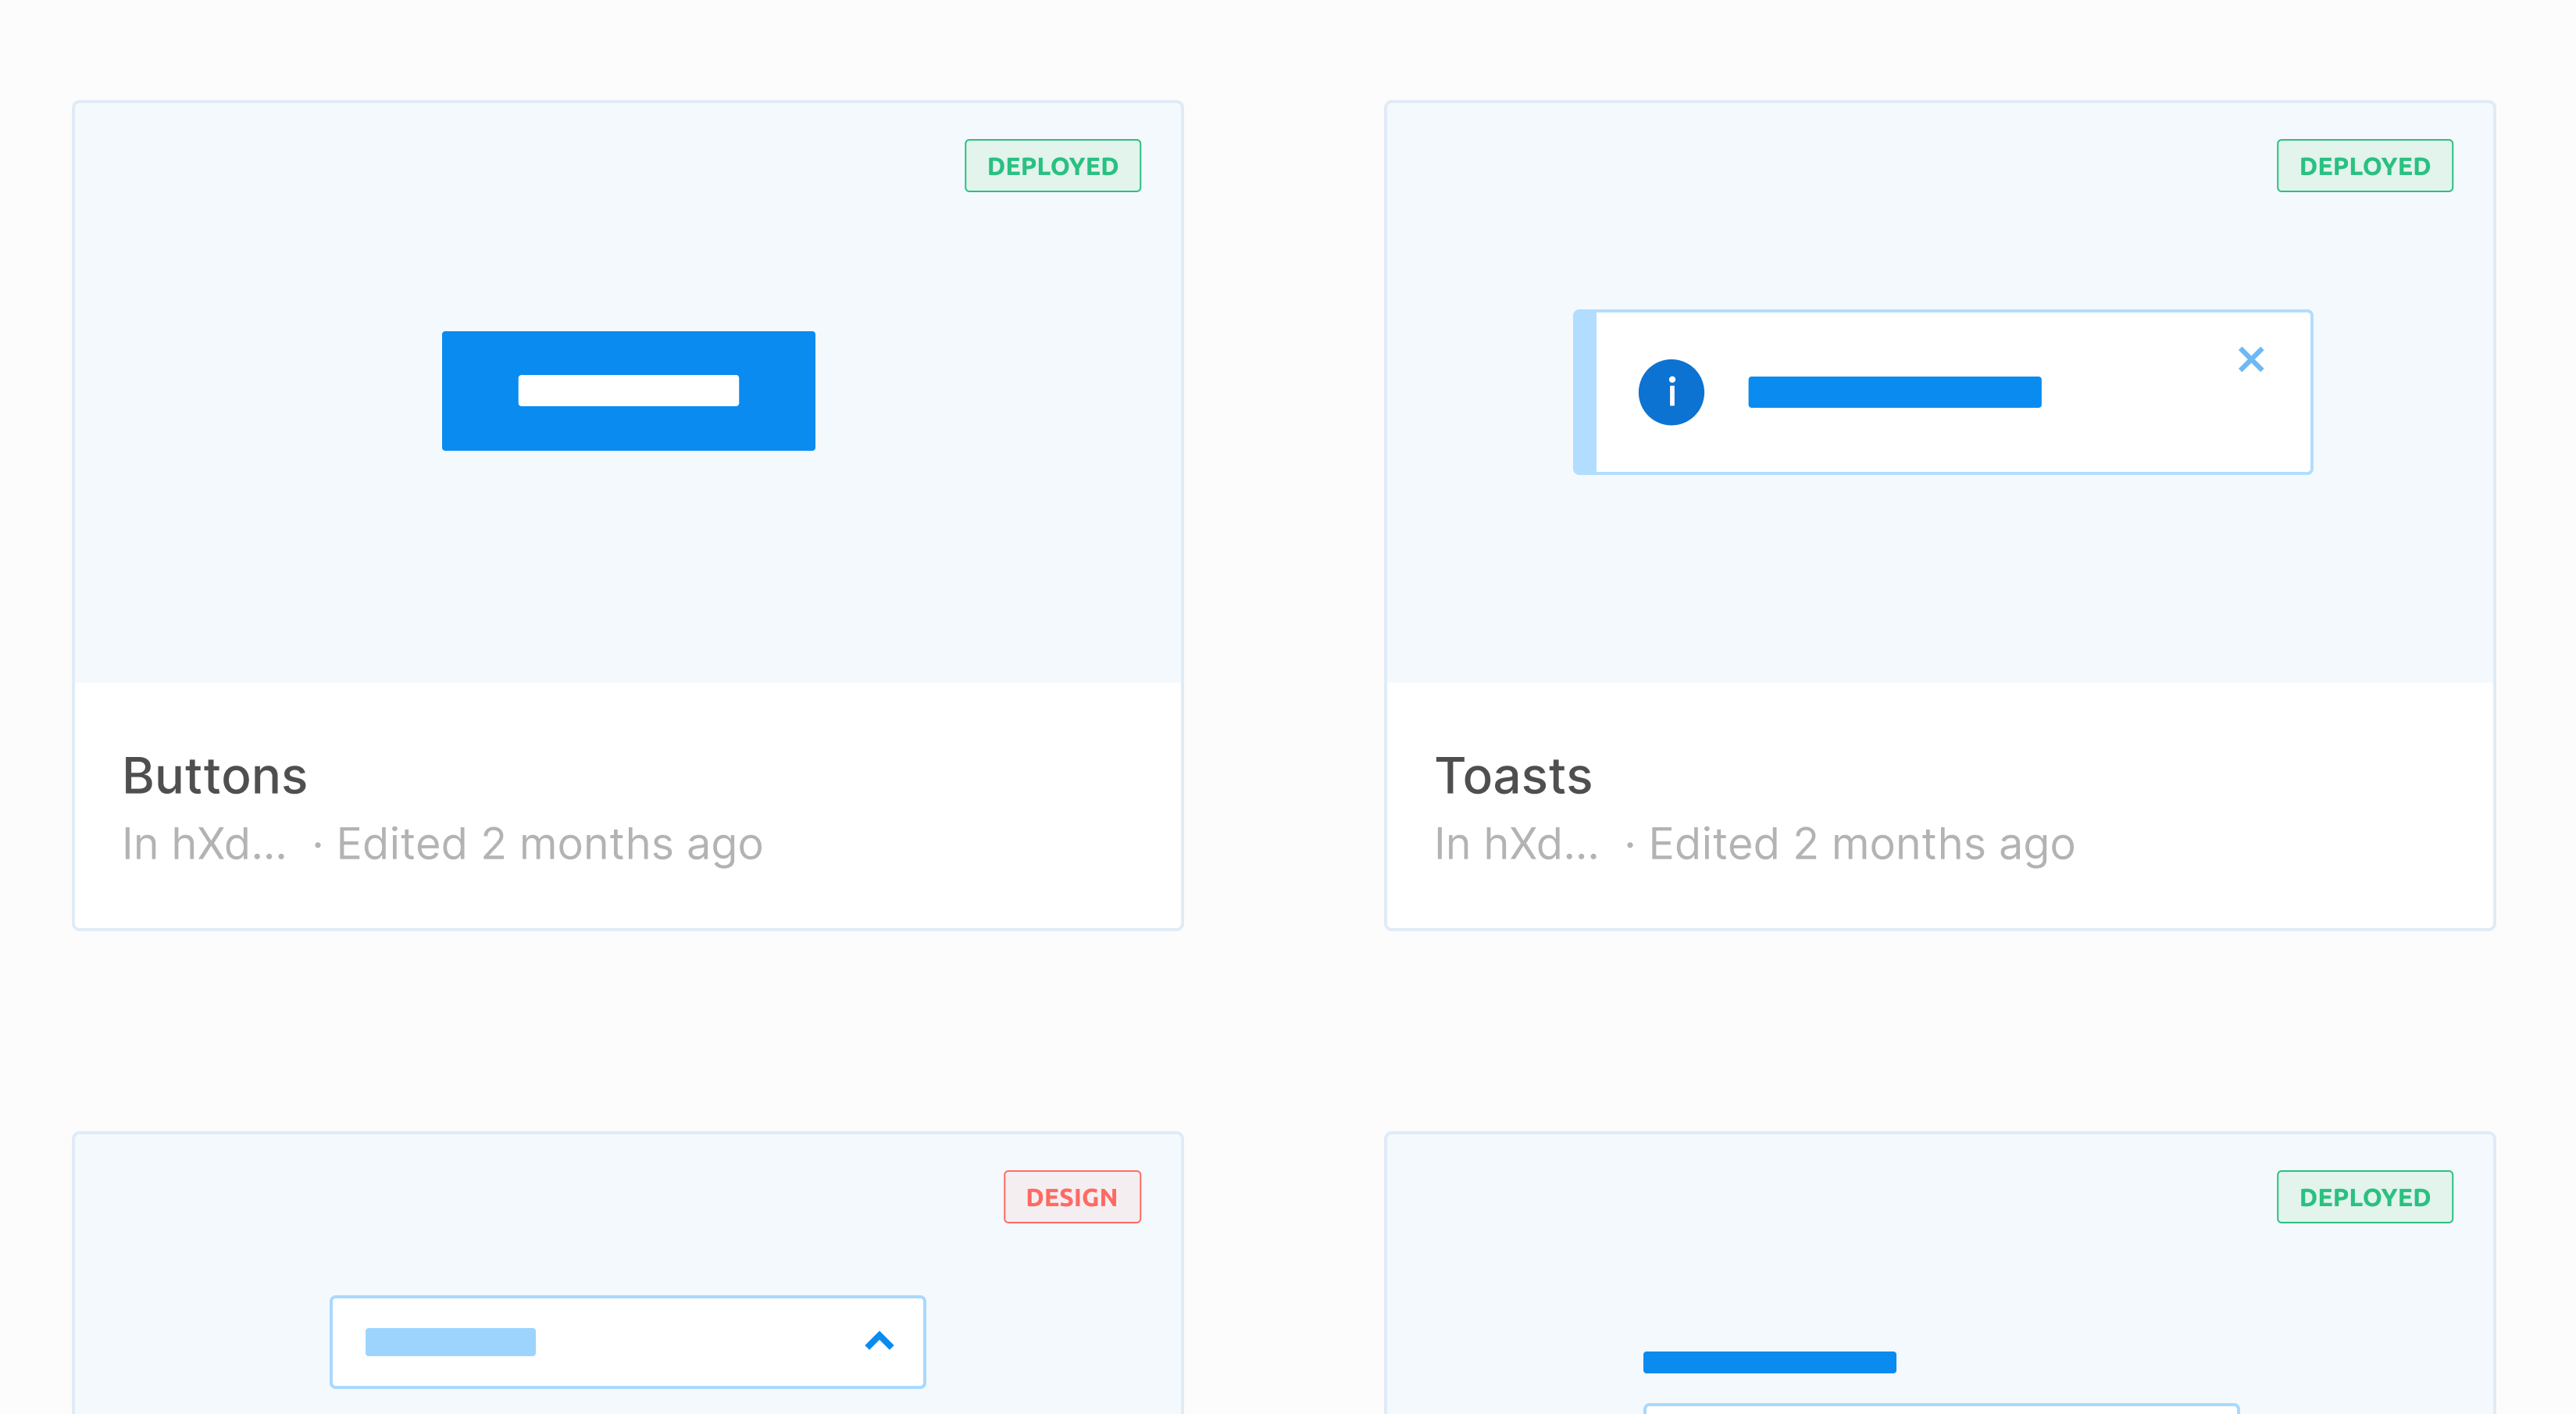 DEPLOYED
DEPLOYED
i
Buttons
In hXd... · Edited 2 months ago
Toasts
In hXd... · Edited 2 months ago
DESIGN
DEPLOYED